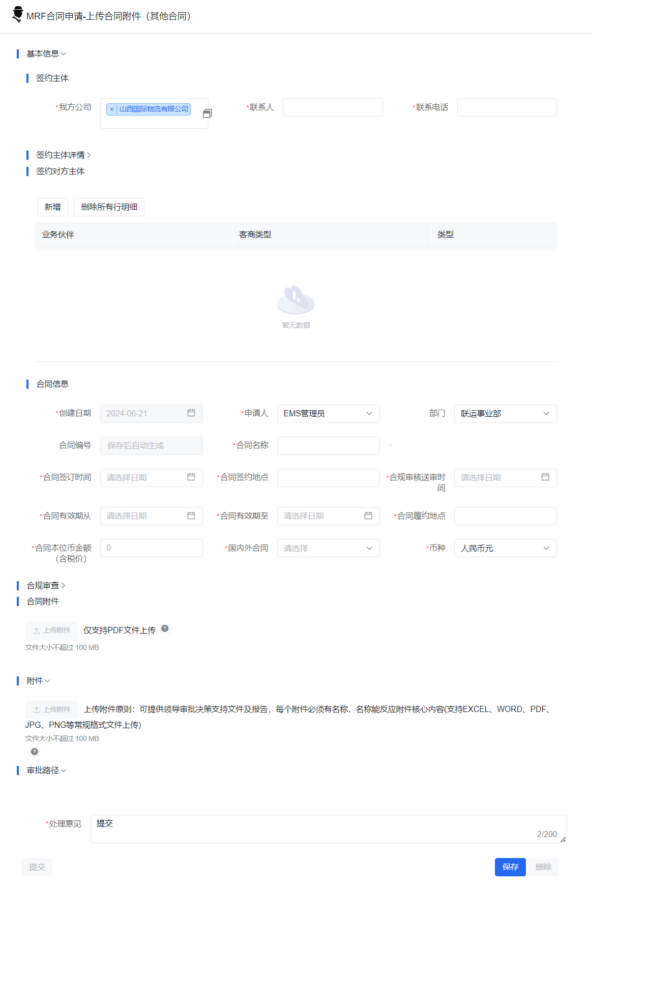 MRF合同申请-上传合同附件（其他合同）
基本信息
签约主体
*我方公司 x 山西国际物流有限公司 *联系人 *联系电话
签约主体详情
签约对方主体
新增 删除所有行明细
业务伙伴 客商类型 类型
暂无数据
合同信息
*创建日期 2024-06-21 *申请人 EMS管理员 部门 联运事业部
合同编号 保存后自动生成 *合同名称 -
*合同签订时间 请选择日期 *合同签约地点 *合规审核送审时 请选择日期
间
*合同有效期从 请选择日期 *合同有效期至 请选择日期 *合同履约地点
*合同本位币金额 0 *国内外合同 请选择 *币种 人民币元
（含税价）
合规审查
合同附件
上传附件 仅支持PDF文件上传 ?
文件大小不超过 100 MB
附件
上传附件 上传附件原则：可提供领导审批决策支持文件及报告，每个附件必须有名称，名称能反应附件核心内容(支持EXCEL、WORD、PDF、
JPG、PNG等常规格式文件上传)
文件大小不超过 100 MB
?
审批路径
*处理意见 提交
2/200
提交 保存 删除